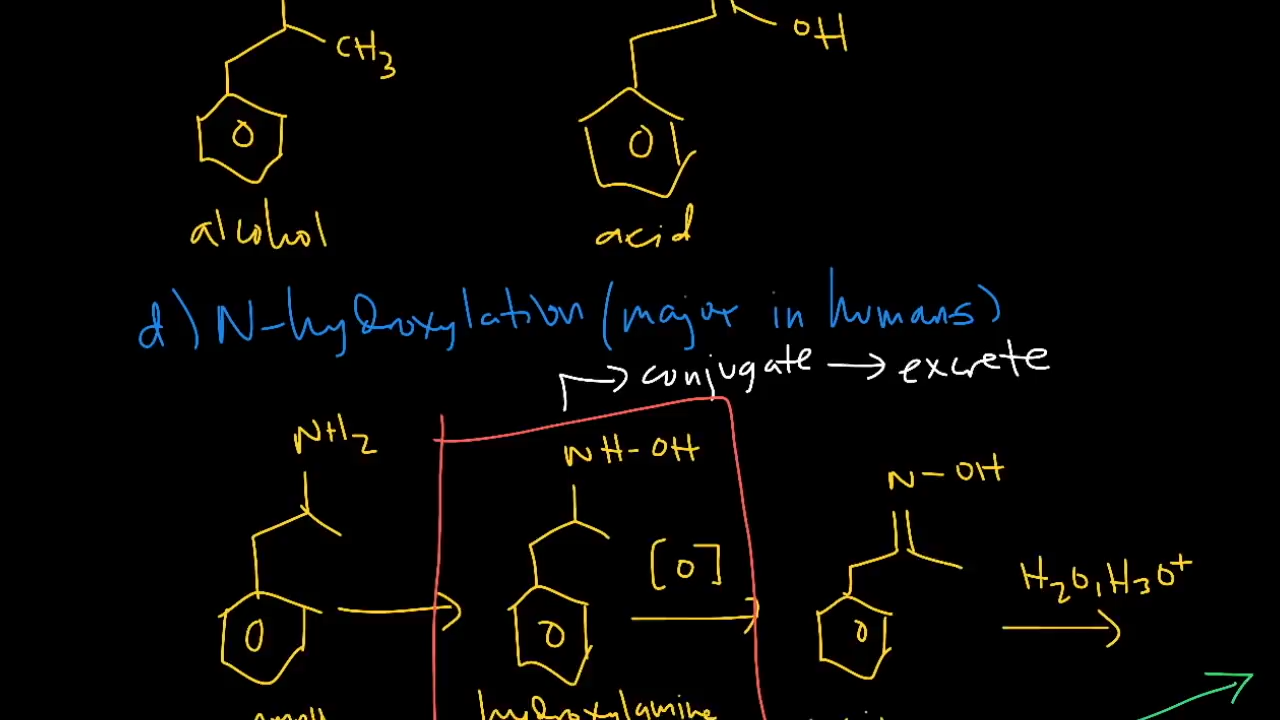 CH3
OH
alcohol
acid
d) N-hydroxylation (major in humans)
conjugate → excrete
NH2
NH-OH
N-OH
[O]
H2O, H3O+
hydroxylamine